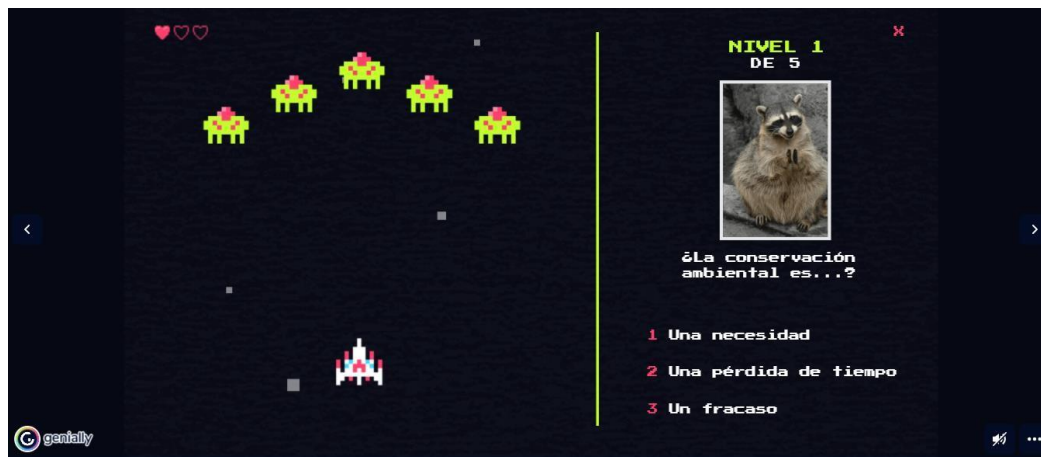 X
NIVEL 1
DE 5
¿La conservación
ambiental es...?
1 Una necesidad
2 Una pérdida de tiempo
3 Un fracaso
genially